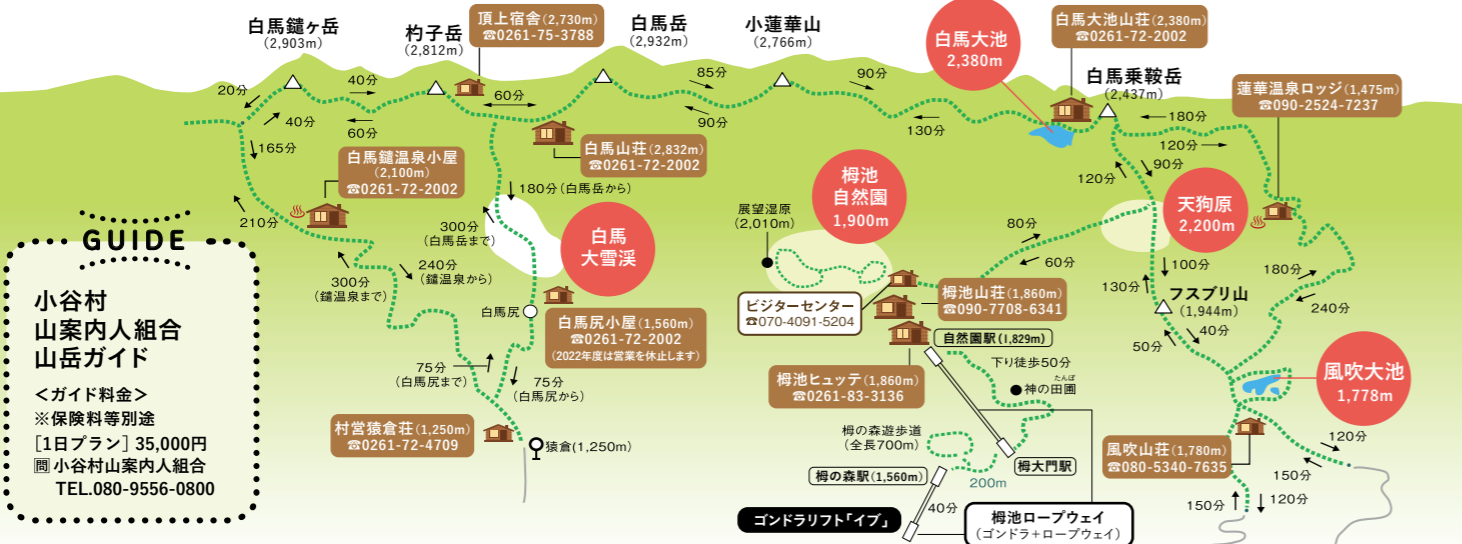 白馬鑓ヶ岳
(2,903m)
杓子岳
(2,812m)
頂上宿舎(2,730m)
☎0261-75-3788
白馬岳
(2,932m)
小蓮華山
(2,766m)
白馬大池
2,380m
白馬大池山荘(2,380m)
☎0261-72-2002
白馬乗鞍岳
(2,437m)
蓮華温泉ロッジ(1,475m)
☎090-2524-7237
20分
40分
40分
60分
60分
85分
90分
90分
130分
180分
120分
165分
210分
白馬鑓温泉小屋
(2,100m)
☎0261-72-2002
白馬山荘(2,832m)
☎0261-72-2002
180分(白馬岳から)
300分
(白馬岳まで)
白馬
大雪渓
240分
(鑓温泉から)
300分
(鑓温泉まで)
白馬尻
白馬尻小屋(1,560m)
☎0261-72-2002
(2022年度は営業を休止します)
75分
(白馬尻まで)
75分
(白馬尻から)
村営猿倉荘(1,250m)
☎0261-72-4709
猿倉(1,250m)
栂池
自然園
1,900m
展望湿原
(2,010m)
ビジターセンター
☎070-4091-5204
栂池山荘(1,860m)
☎090-7708-6341
自然園駅(1,829m)
栂池ヒュッテ(1,860m)
☎0261-83-3136
下り徒歩50分
たんぼ
神の田圃
栂の森遊歩道
(全長700m)
栂大門駅
栂の森駅(1,560m)
200m
40分
ゴンドラリフト「イブ」
栂池ロープウェイ
(ゴンドラ+ロープウェイ)
80分
60分
120分
90分
天狗原
2,200m
100分
130分
フスブリ山
(1,944m)
40分
50分
180分
240分
風吹大池
1,778m
風吹山荘(1,780m)
☎080-5340-7635
120分
150分
150分
120分
GUIDE
小谷村
山案内人組合
山岳ガイド
<ガイド料金>
※保険料等別途
[1日プラン] 35,000円
問 小谷村山案内人組合
TEL.080-9556-0800